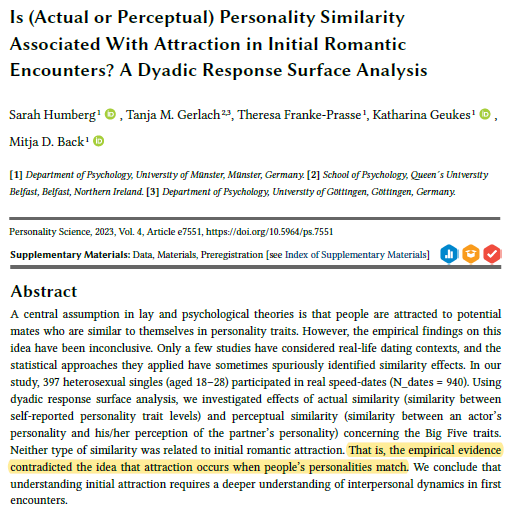 Is (Actual or Perceptual) Personality Similarity
Associated With Attraction in Initial Romantic
Encounters? A Dyadic Response Surface Analysis
Sarah Humberg¹ iD , Tanja M. Gerlach²,³, Theresa Franke-Prasse¹, Katharina Geukes¹ iD ,
Mitja D. Back¹ iD
[1] Department of Psychology, University of Münster, Münster, Germany. [2] School of Psychology, Queen´s University
Belfast, Belfast, Northern Ireland. [3] Department of Psychology, University of Göttingen, Göttingen, Germany.
Personality Science, 2023, Vol. 4, Article e7551, https://doi.org/10.5964/ps.7551
Supplementary Materials: Data, Materials, Preregistration [see Index of Supplementary Materials]
Abstract
A central assumption in lay and psychological theories is that people are attracted to potential
mates who are similar to themselves in personality traits. However, the empirical findings on this
idea have been inconclusive. Only a few studies have considered real-life dating contexts, and the
statistical approaches they applied have sometimes spuriously identified similarity effects. In our
study, 397 heterosexual singles (aged 18–28) participated in real speed-dates (N_dates = 940). Using
dyadic response surface analysis, we investigated effects of actual similarity (similarity between
self-reported personality trait levels) and perceptual similarity (similarity between an actor’s
personality and his/her perception of the partner’s personality) concerning the Big Five traits.
Neither type of similarity was related to initial romantic attraction. That is, the empirical evidence
contradicted the idea that attraction occurs when people’s personalities match. We conclude that
understanding initial attraction requires a deeper understanding of interpersonal dynamics in first
encounters.